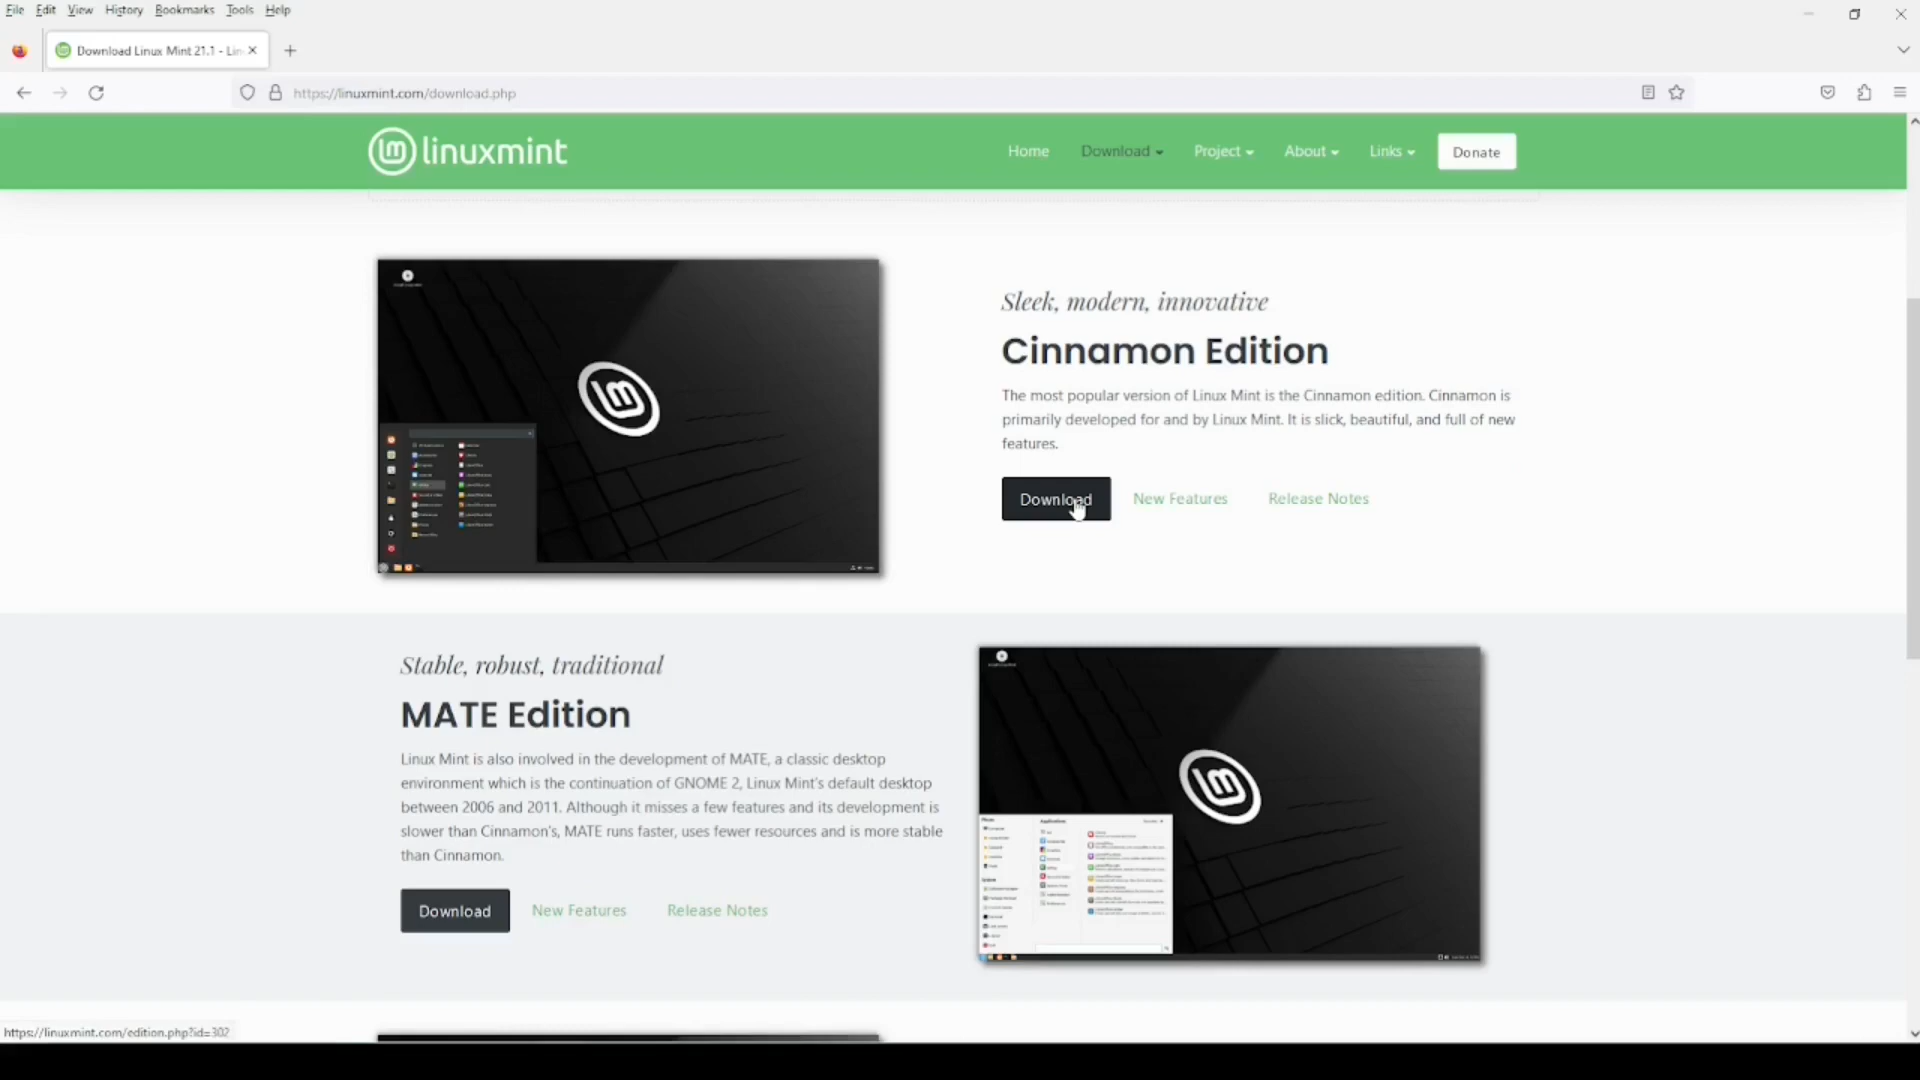 File Edit View History Bookmarks Tools Help
Download Linux Mint 21.1 - Lin
https://linuxmint.com/download.php
linuxmint
Home Download Project About Links Donate
Sleek, modern, innovative
Cinnamon Edition
The most popular version of Linux Mint is the Cinnamon edition. Cinnamon is
primarily developed for and by Linux Mint. It is slick, beautiful, and full of new
features.
Download New Features Release Notes
Stable, robust, traditional
MATE Edition
Linux Mint is also involved in the development of MATE, a classic desktop
environment which is the continuation of GNOME 2, Linux Mint's default desktop
between 2006 and 2011. Although it misses a few features and its development is
slower than Cinnamon's, MATE runs faster, uses fewer resources and is more stable
than Cinnamon.
Download New Features Release Notes
https://linuxmint.com/edition.php?id=302